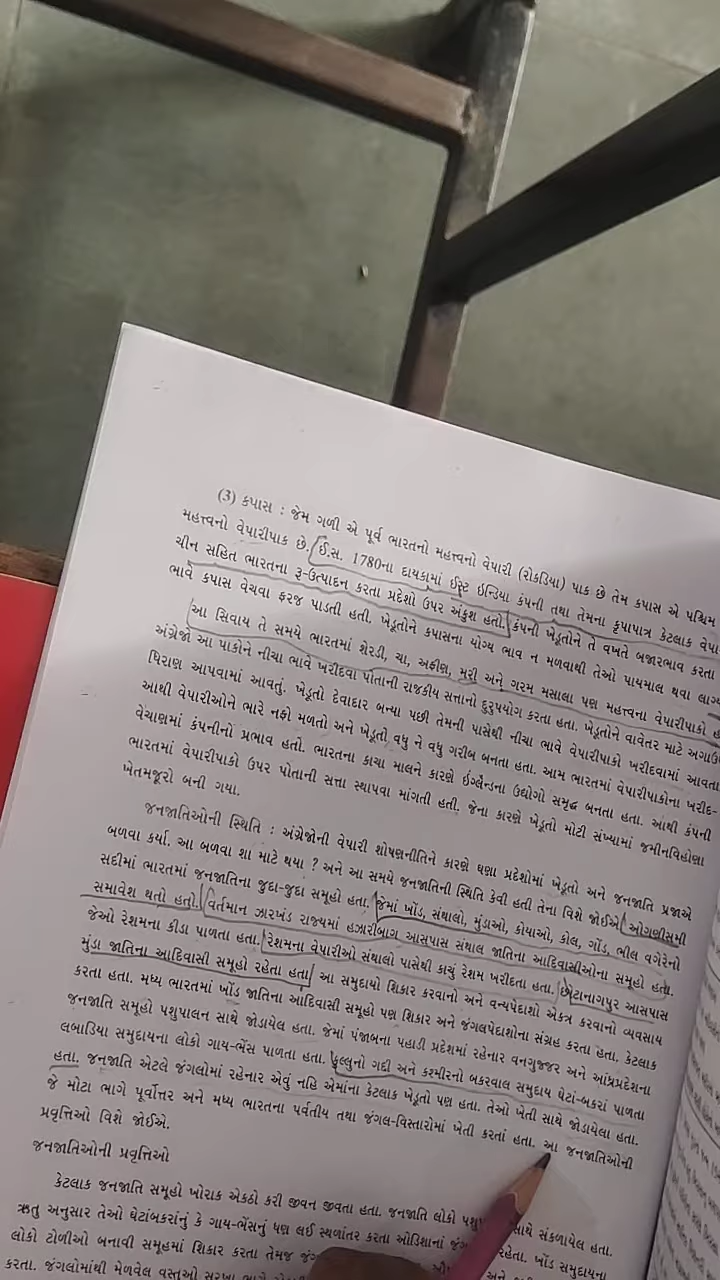 (3) કપાસ : જેમ ગળી એ પૂર્વ ભારતનો મહત્ત્વનો વેપારી (રોકડિયા) પાક છે તેમ કપાસ એ પશ્ચિમ
મહત્ત્વનો વેપારીપાક છે. ઈ.સ. 1780ના દાયકામાં ઈસ્ટ ઇન્ડિયા કંપની તથા તેમના કૃપાપાત્ર કેટલાક
ચીન સહિત ભારતના રૂ-ઉત્પાદન કરતા પ્રદેશો ઉપર અંકુશ હતો. કંપની ખેડૂતોને તે વખતે બજારભાવ કરતા
ભાવે કપાસ વેચવા ફરજ પાડતી હતી. ખેડૂતોને કપાસના યોગ્ય ભાવ ન મળવાથી તેઓ પાયમાલ થવા
આ સિવાય તે સમયે ભારતમાં શેરડી, ચા, અફીણ, મરી અને ગરમ મસાલા પણ મહત્ત્વના વેપારીપાકો
અંગ્રેજો આ પાકોને નીચા ભાવે ખરીદવા પોતાની રાજકીય સત્તાનો દુરુપયોગ કરતા હતા. ખેડૂતોને વાવેતર માટે
ધિરાણ આપવામાં આવતું. ખેડૂતો દેવાદાર બન્યા પછી તેમની પાસેથી નીચા ભાવે વેપારીપાકો ખરીદવામાં આવતા
આથી વેપારીઓને ભારે નફો મળતો અને ખેડૂતો વધુ ને વધુ ગરીબ બનતા હતા. આમ ભારતમાં વેપારીપાકોના ખરીદ-
વેચાણમાં કંપનીનો પ્રભાવ હતો. ભારતના કાચા માલને કારણે ઇંગ્લૅન્ડના ઉદ્યોગો સમૃદ્ધ બનતા હતા. આથી કંપની
ભારતમાં વેપારીપાકો ઉપર પોતાની સત્તા સ્થાપવા માંગતી હતી. જેના કારણે ખેડૂતો મોટી સંખ્યામાં જમીનવિહોણા
ખેતમજૂરો બની ગયા.
જનજાતિઓની સ્થિતિ : અંગ્રેજોની વેપારી શોષણનીતિને કારણે ઘણા પ્રદેશોમાં ખેડૂતો અને જનજાતિ પ્રજાએ
બળવા કર્યા. આ બળવા શા માટે થયા ? અને આ સમયે જનજાતિની સ્થિતિ કેવી હતી તેના વિશે જોઈએ. ઓગણીસમી
સદીમાં ભારતમાં જનજાતિના જુદા-જુદા સમૂહો હતા. જેમાં ખોંડ, સંથાલો, મુંડાઓ, કોયાઓ, કોલ, ગોંડ, ભીલ વગેરેનો
સમાવેશ થતો હતો. વર્તમાન ઝારખંડ રાજ્યમાં હઝારીબાગ આસપાસ સંથાલ જાતિના આદિવાસીઓના સમૂહો હતા.
જેઓ રેશમના કીડા પાળતા હતા. રેશમના વેપારીઓ સંથાલો પાસેથી કાચું રેશમ ખરીદતા હતા. છોટાનાગપુર આસપાસ
મુંડા જાતિના આદિવાસી સમૂહો રહેતા હતા. આ સમુદાયો શિકાર કરવાનો અને વન્યપેદાશો એકત્ર કરવાનો વ્યવસાય
કરતા હતા. મધ્ય ભારતમાં ખોંડ જાતિના આદિવાસી સમૂહો પણ શિકાર અને જંગલપેદાશોના સંગ્રહ કરતા હતા. કેટલાક
જનજાતિ સમૂહો પશુપાલન સાથે જોડાયેલ હતા. જેમાં પંજાબના પહાડી પ્રદેશમાં રહેનાર વનગુજ્જર અને આંધ્રપ્રદેશના
લબાડિયા સમુદાયના લોકો ગાય-ભેંસ પાળતા હતા. કુલ્લુનો ગદ્દી અને કશ્મીરનો બકરવાલ સમુદાય ઘેટાં-બકરાં પાળતા
હતા. જનજાતિ એટલે જંગલોમાં રહેનાર એવું નહિ એમાંના કેટલાક ખેડૂતો પણ હતા. તેઓ ખેતી સાથે જોડાયેલા હતા.
જે મોટા ભાગે પૂર્વોત્તર અને મધ્ય ભારતના પર્વતીય તથા જંગલ-વિસ્તારોમાં ખેતી કરતાં હતા. આ જનજાતિઓની
પ્રવૃત્તિઓ વિશે જોઈએ.
જનજાતિઓની પ્રવૃત્તિઓ
કેટલાક જનજાતિ સમૂહો ખોરાક એકઠો કરી જીવન જીવતા હતા. જનજાતિ લોકો સાથે સંકળાયેલ હતા.
ઋતુ અનુસાર તેઓ ઘેટાંબકરાંનું કે ગાય-ભેંસનું ધણ લઈ સ્થળાંતર કરતા ઓડિશાનાં રહેતા. ખોંડ સમુદાયના
લોકો ટોળીઓ બનાવી સમૂહમાં શિકાર કરતા તેમજ અને
કરતા. જંગલોમાંથી મેળવેલ વસ્તુઓ